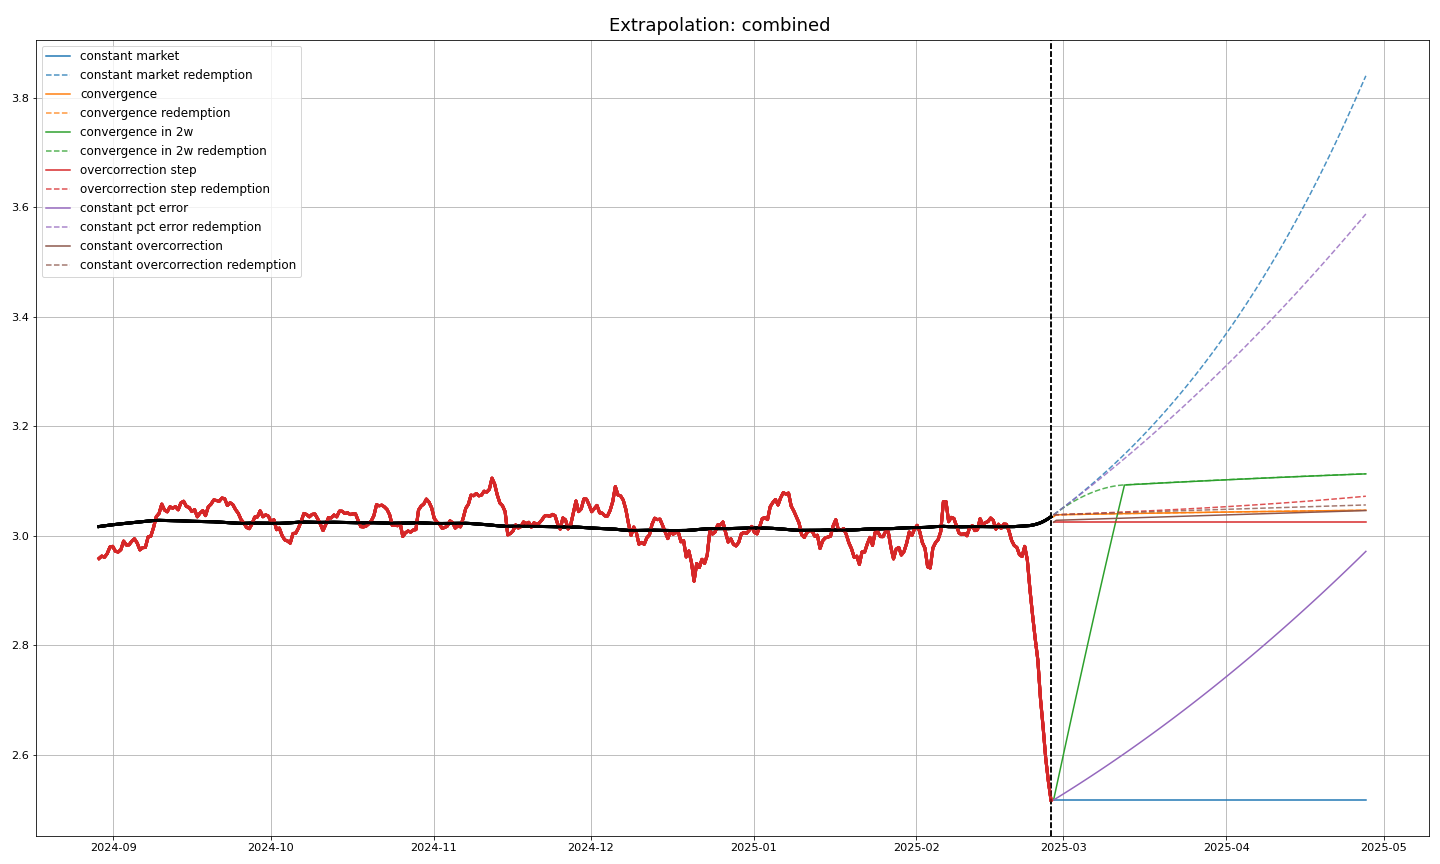 Extrapolation: combined
constant market
constant market redemption
convergence
convergence redemption
convergence in 2w
convergence in 2w redemption
overcorrection step
overcorrection step redemption
constant pct error
constant pct error redemption
constant overcorrection
constant overcorrection redemption
3.8
3.6
3.4
3.2
3.0
2.8
2.6
2024-09
2024-10
2024-11
2024-12
2025-01
2025-02
2025-03
2025-04
2025-05